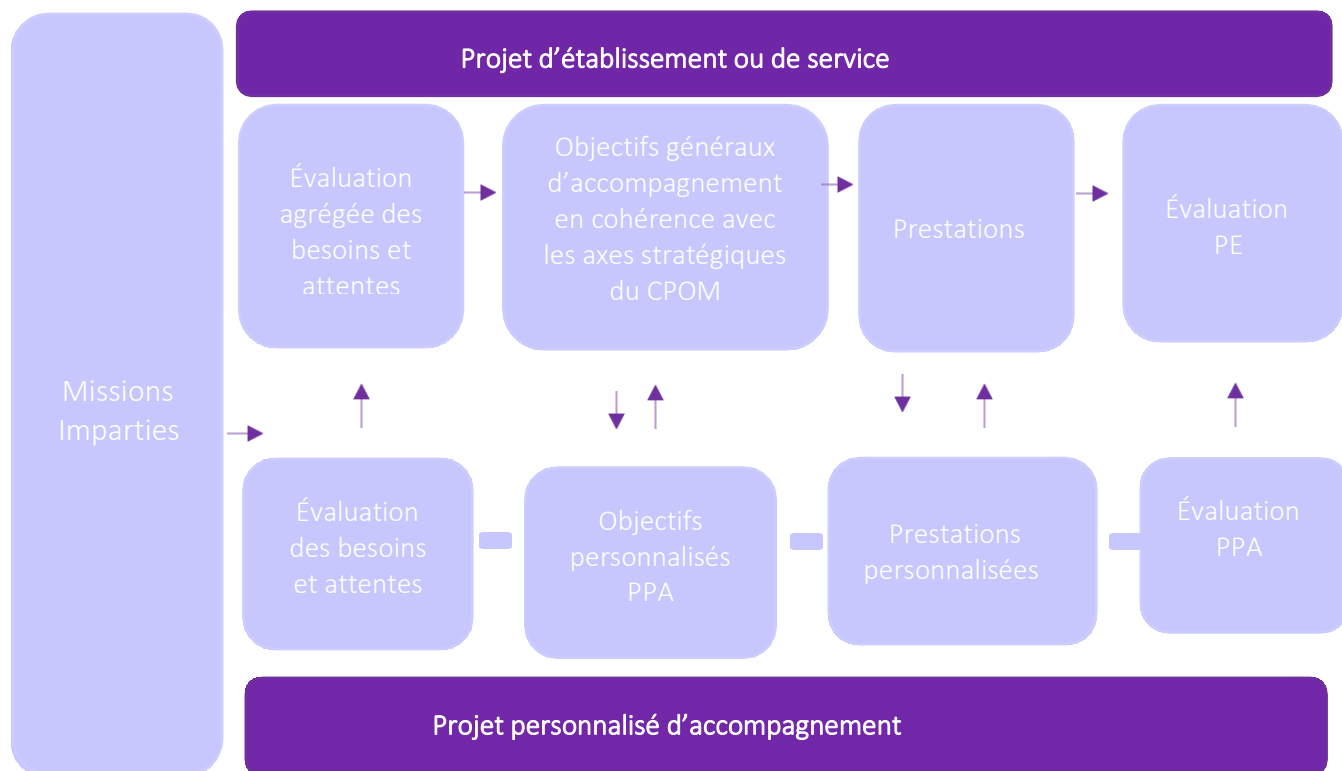 Projet d’établissement ou de service
Évaluation
agrégée des
besoins et
attentes
Objectifs généraux
d’accompagnement
en cohérence avec
les axes stratégiques
du CPOM
Prestations
Évaluation
PE
Missions
Imparties
Évaluation
des besoins
et attentes
Objectifs
personnalisés
PPA
Prestations
personnalisées
Évaluation
PPA
Projet personnalisé d’accompagnement